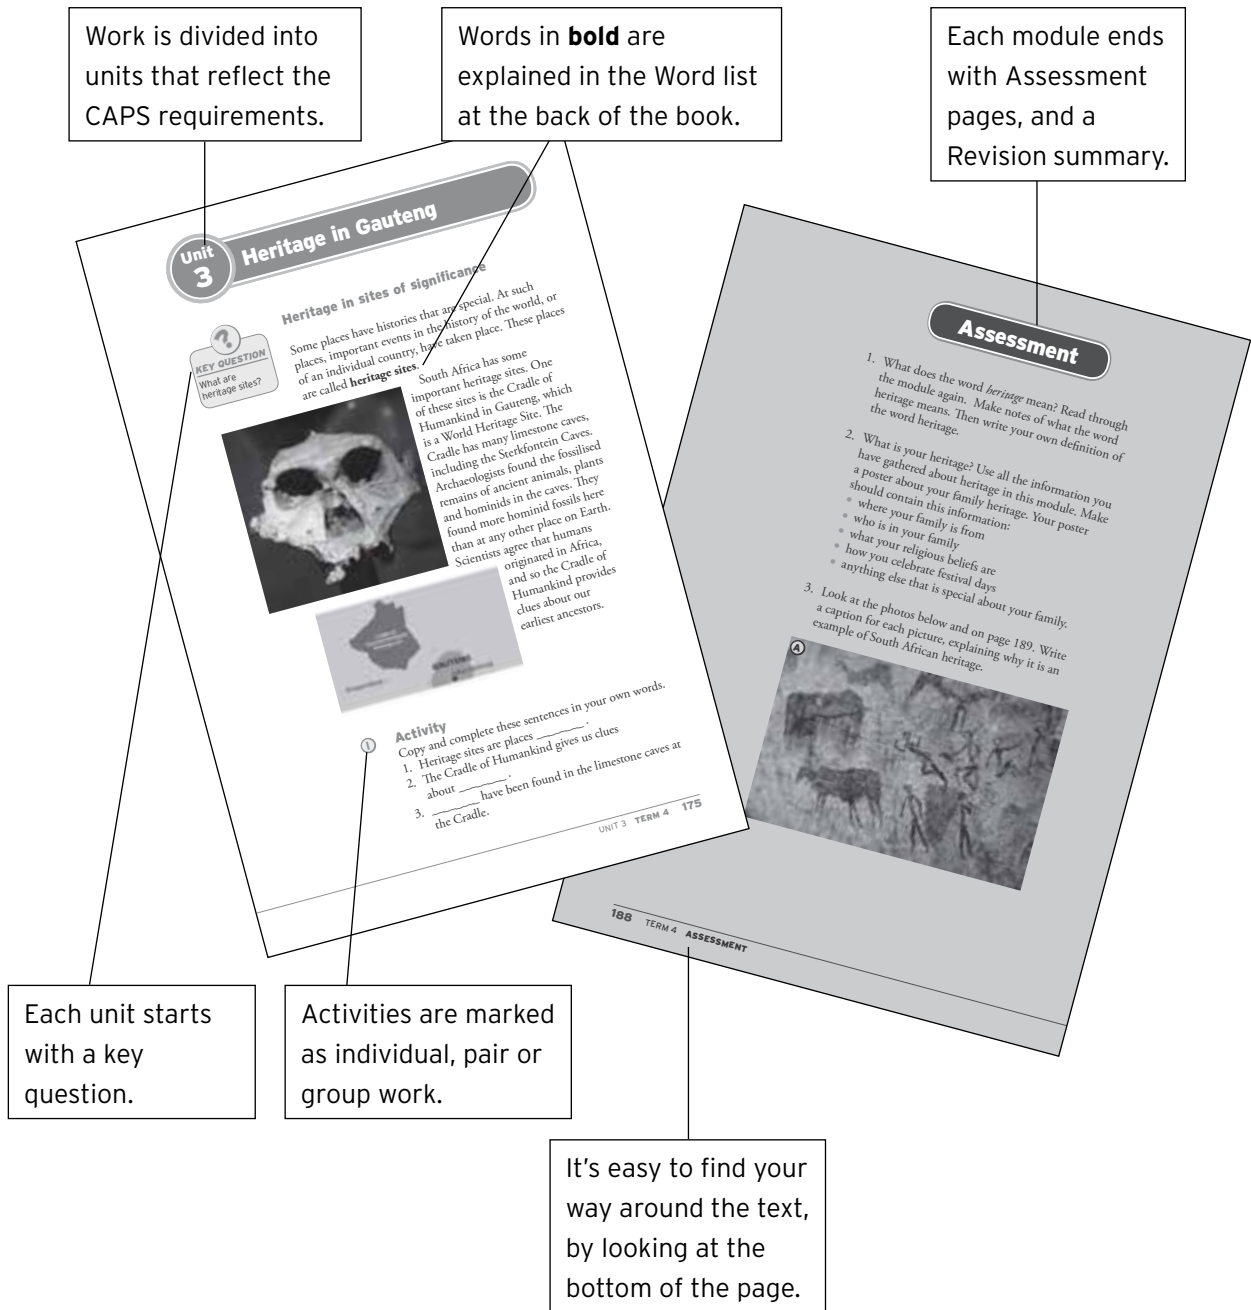 Work is divided into
units that reflect the
CAPS requirements.
Words in bold are
explained in the Word list
at the back of the book.
Each module ends
with Assessment
pages, and a
Revision summary.
Unit
3
Heritage in Gauteng
Heritage in sites of significance
?
KEY QUESTION
What are
heritage sites?
Some places have histories that are special. At such
places, important events in the history of the world, or
of an individual country, have taken place. These places
are called heritage sites.
South Africa has some
important heritage sites. One
of these sites is the Cradle of
Humankind in Gauteng, which
is a World Heritage Site. The
Cradle has many limestone caves,
including the Sterkfontein Caves.
Archaeologists found the fossilised
remains of ancient animals, plants
and hominids in the caves. They
found more hominid fossils here
than at any other place on Earth.
Scientists agree that humans
originated in Africa,
and so the Cradle of
Humankind provides
clues about our
earliest ancestors.
GAUTENG
Activity
Copy and complete these sentences in your own words.
1. Heritage sites are places ________ .
2. The Cradle of Humankind gives us clues
about ________ .
3. ________ have been found in the limestone caves at
the Cradle.
UNIT 3 TERM 4 175
Assessment
1. What does the word heritage mean? Read through
the module again. Make notes of what the word
heritage means. Then write your own definition of
the word heritage.
2. What is your heritage? Use all the information you
have gathered about heritage in this module. Make
a poster about your family heritage. Your poster
should contain this information:
• where your family is from
• who is in your family
• what your religious beliefs are
• how you celebrate festival days
• anything else that is special about your family.
3. Look at the photos below and on page 189. Write
a caption for each picture, explaining why it is an
example of South African heritage.
A
188 TERM 4 ASSESSMENT
Each unit starts
with a key
question.
Activities are marked
as individual, pair or
group work.
It's easy to find your
way around the text,
by looking at the
bottom of the page.